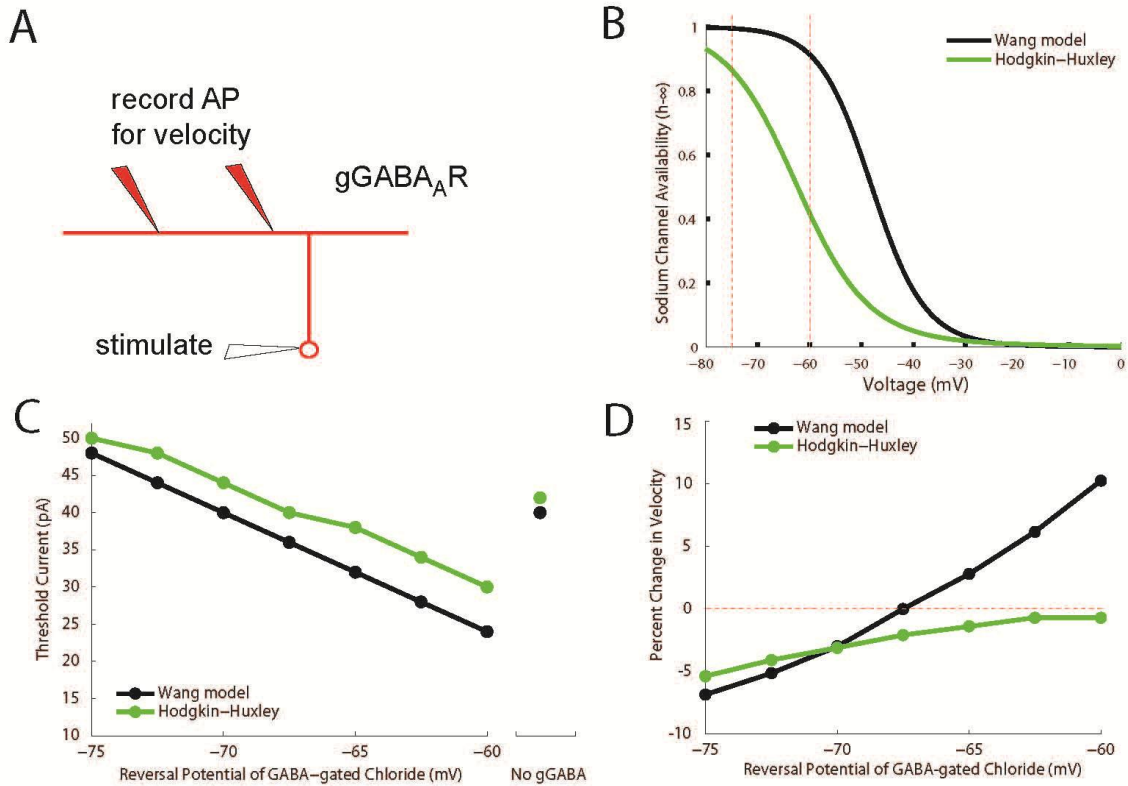 A
record AP
for velocity
gGABA_AR
stimulate
B
Wang model
Hodgkin–Huxley
Sodium Channel Availability (h-∞)
1
0.8
0.6
0.4
0.2
0
−80 −70 −60 −50 −40 −30 −20 −10 0
Voltage (mV)
C
Threshold Current (pA)
50
45
40
35
30
25
20
15
10
Wang model
Hodgkin–Huxley
−75 −70 −65 −60
Reversal Potential of GABA–gated Chloride (mV)
No gGABA
D
Wang model
Hodgkin–Huxley
Percent Change in Velocity
15
10
5
0
-5
-10
−75 −70 −65 −60
Reversal Potential of GABA-gated Chloride (mV)